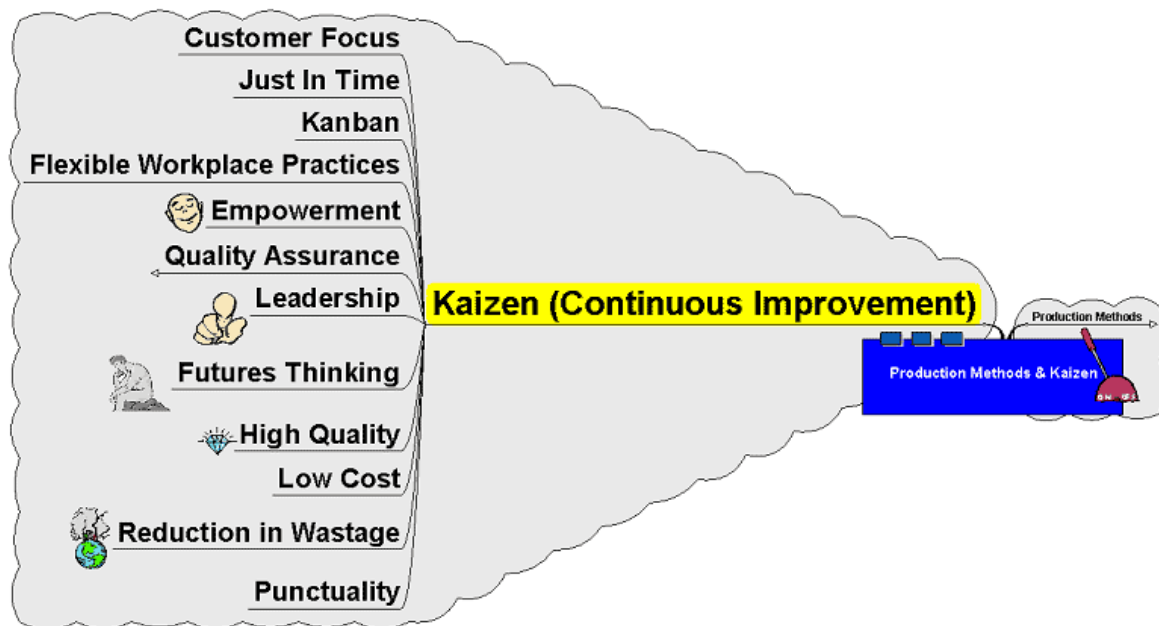 Customer Focus
Just In Time
Kanban
Flexible Workplace Practices
Empowerment
Quality Assurance
Leadership
Kaizen (Continuous Improvement)
Production Methods
Production Methods & Kaizen
Futures Thinking
High Quality
Low Cost
Reduction in Wastage
Punctuality